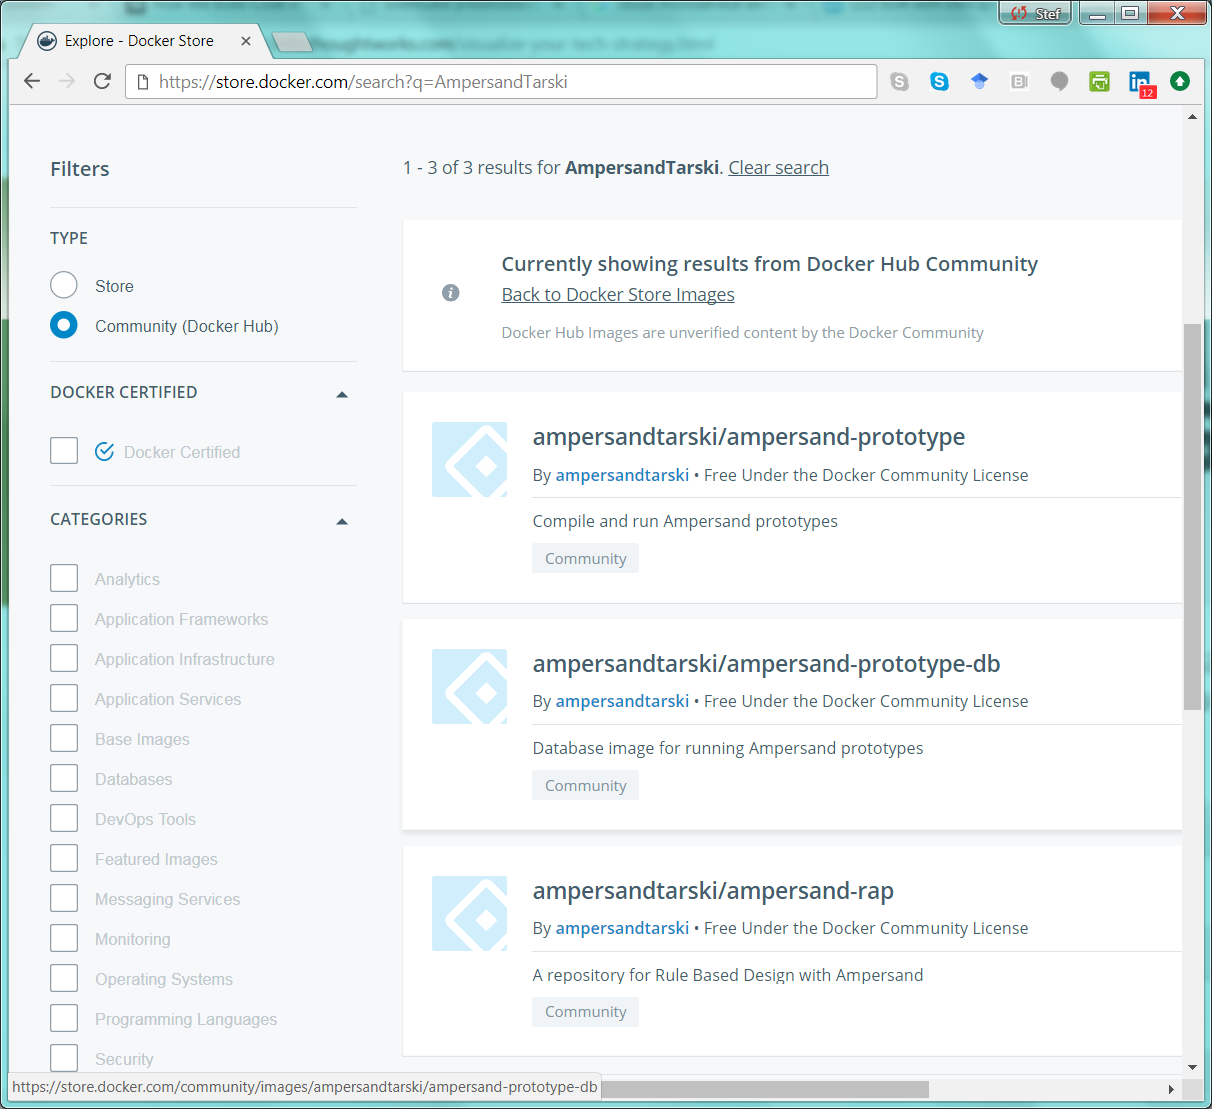 Stef
Explore - Docker Store
https://store.docker.com/search?q=AmpersandTarski
12
Filters
1 - 3 of 3 results for AmpersandTarski. Clear search
TYPE
Store
Community (Docker Hub)
Currently showing results from Docker Hub Community
Back to Docker Store Images
Docker Hub Images are unverified content by the Docker Community
DOCKER CERTIFIED
Docker Certified
CATEGORIES
Analytics
Application Frameworks
Application Infrastructure
Application Services
Base Images
Databases
DevOps Tools
Featured Images
Messaging Services
Monitoring
Operating Systems
Programming Languages
Security
ampersandtarski/ampersand-prototype
By ampersandtarski • Free Under the Docker Community License
Compile and run Ampersand prototypes
Community
ampersandtarski/ampersand-prototype-db
By ampersandtarski • Free Under the Docker Community License
Database image for running Ampersand prototypes
Community
ampersandtarski/ampersand-rap
By ampersandtarski • Free Under the Docker Community License
A repository for Rule Based Design with Ampersand
Community
https://store.docker.com/community/images/ampersandtarski/ampersand-prototype-db